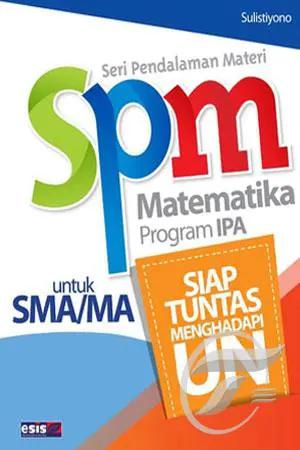 Sulistiyono
Seri Pendalaman Materi
Spm
Matematika
Program IPA
untuk
SMA/MA
SIAP
TUNTAS
MENGHADAPI
UN
esis